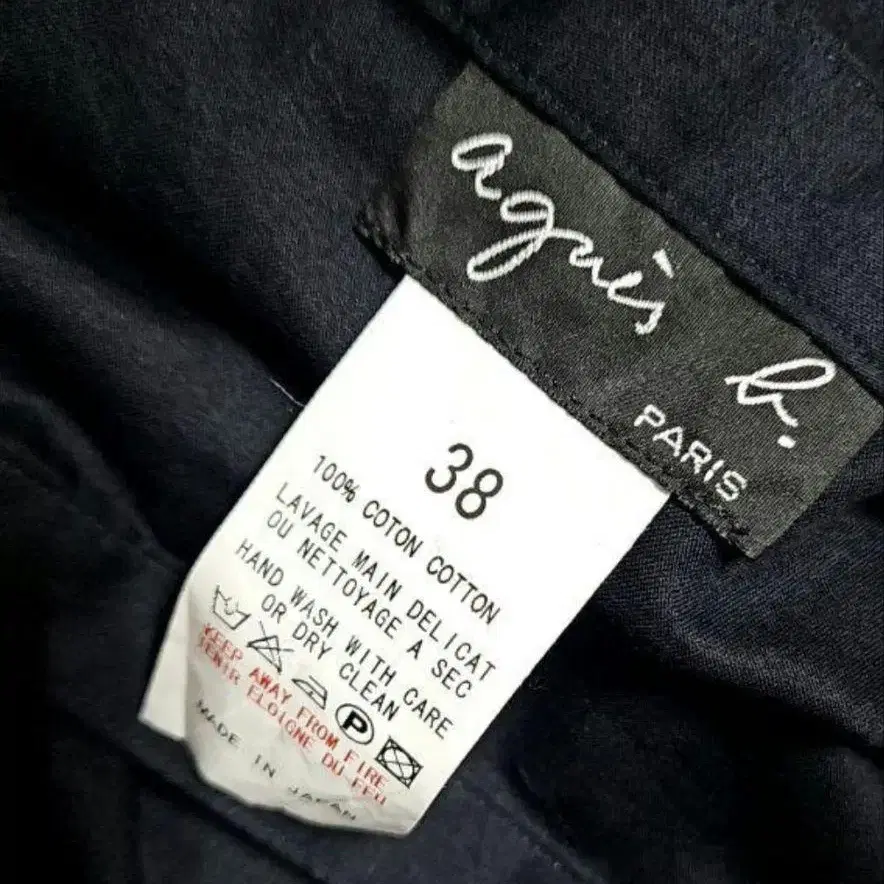 agnès b.
PARIS
38
100% COTON COTTON
LAVAGE MAIN DELICAT
OU NETTOYAGE A SEC
HAND WASH WITH CARE
OR DRY CLEAN
P
KEEP AWAY FROM FIRE
TENIR ELOIGNE DU FEU
MADE IN JAPAN